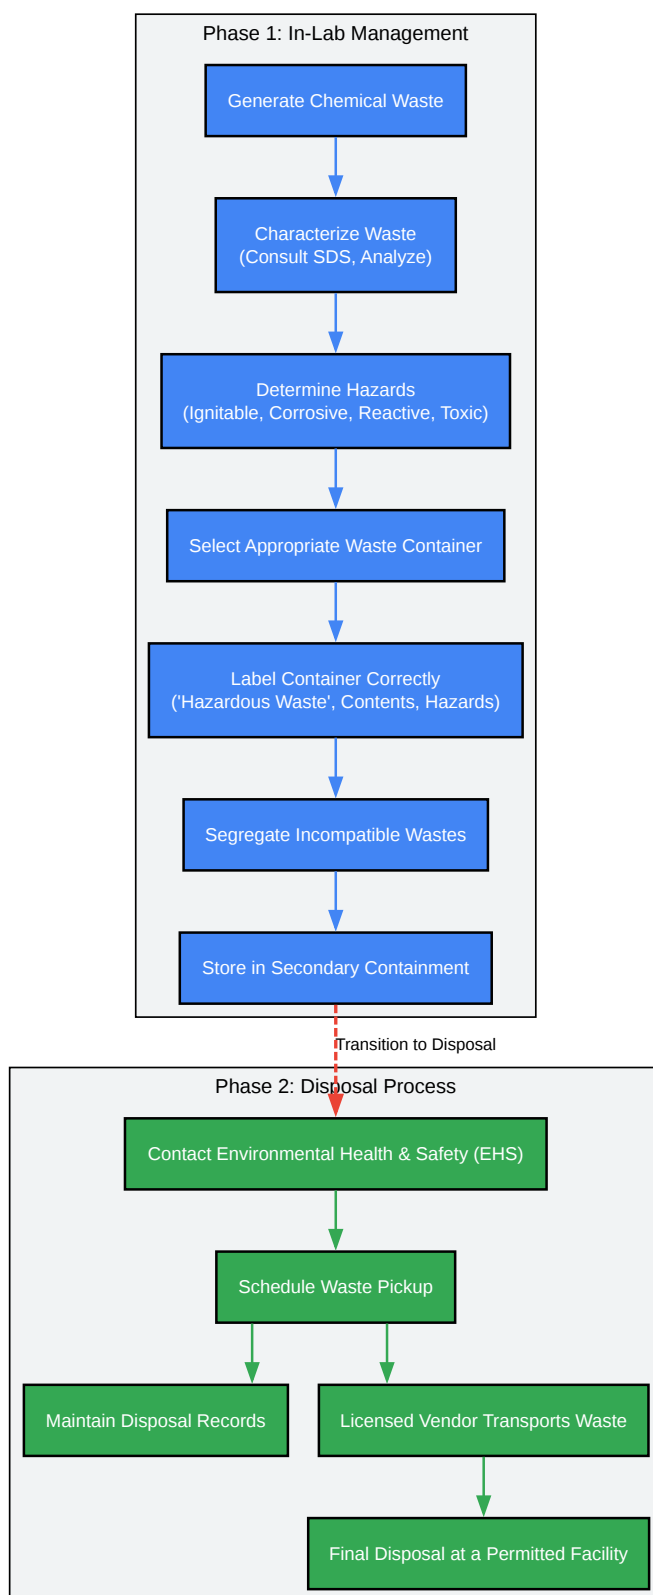 Phase 1: In-Lab Management
Generate Chemical Waste
Characterize Waste
(Consult SDS, Analyze)
Determine Hazards
(Ignitable, Corrosive, Reactive, Toxic)
Select Appropriate Waste Container
Label Container Correctly
('Hazardous Waste', Contents, Hazards)
Segregate Incompatible Wastes
Store in Secondary Containment
Transition to Disposal
Phase 2: Disposal Process
Contact Environmental Health & Safety (EHS)
Schedule Waste Pickup
Maintain Disposal Records
Licensed Vendor Transports Waste
Final Disposal at a Permitted Facility